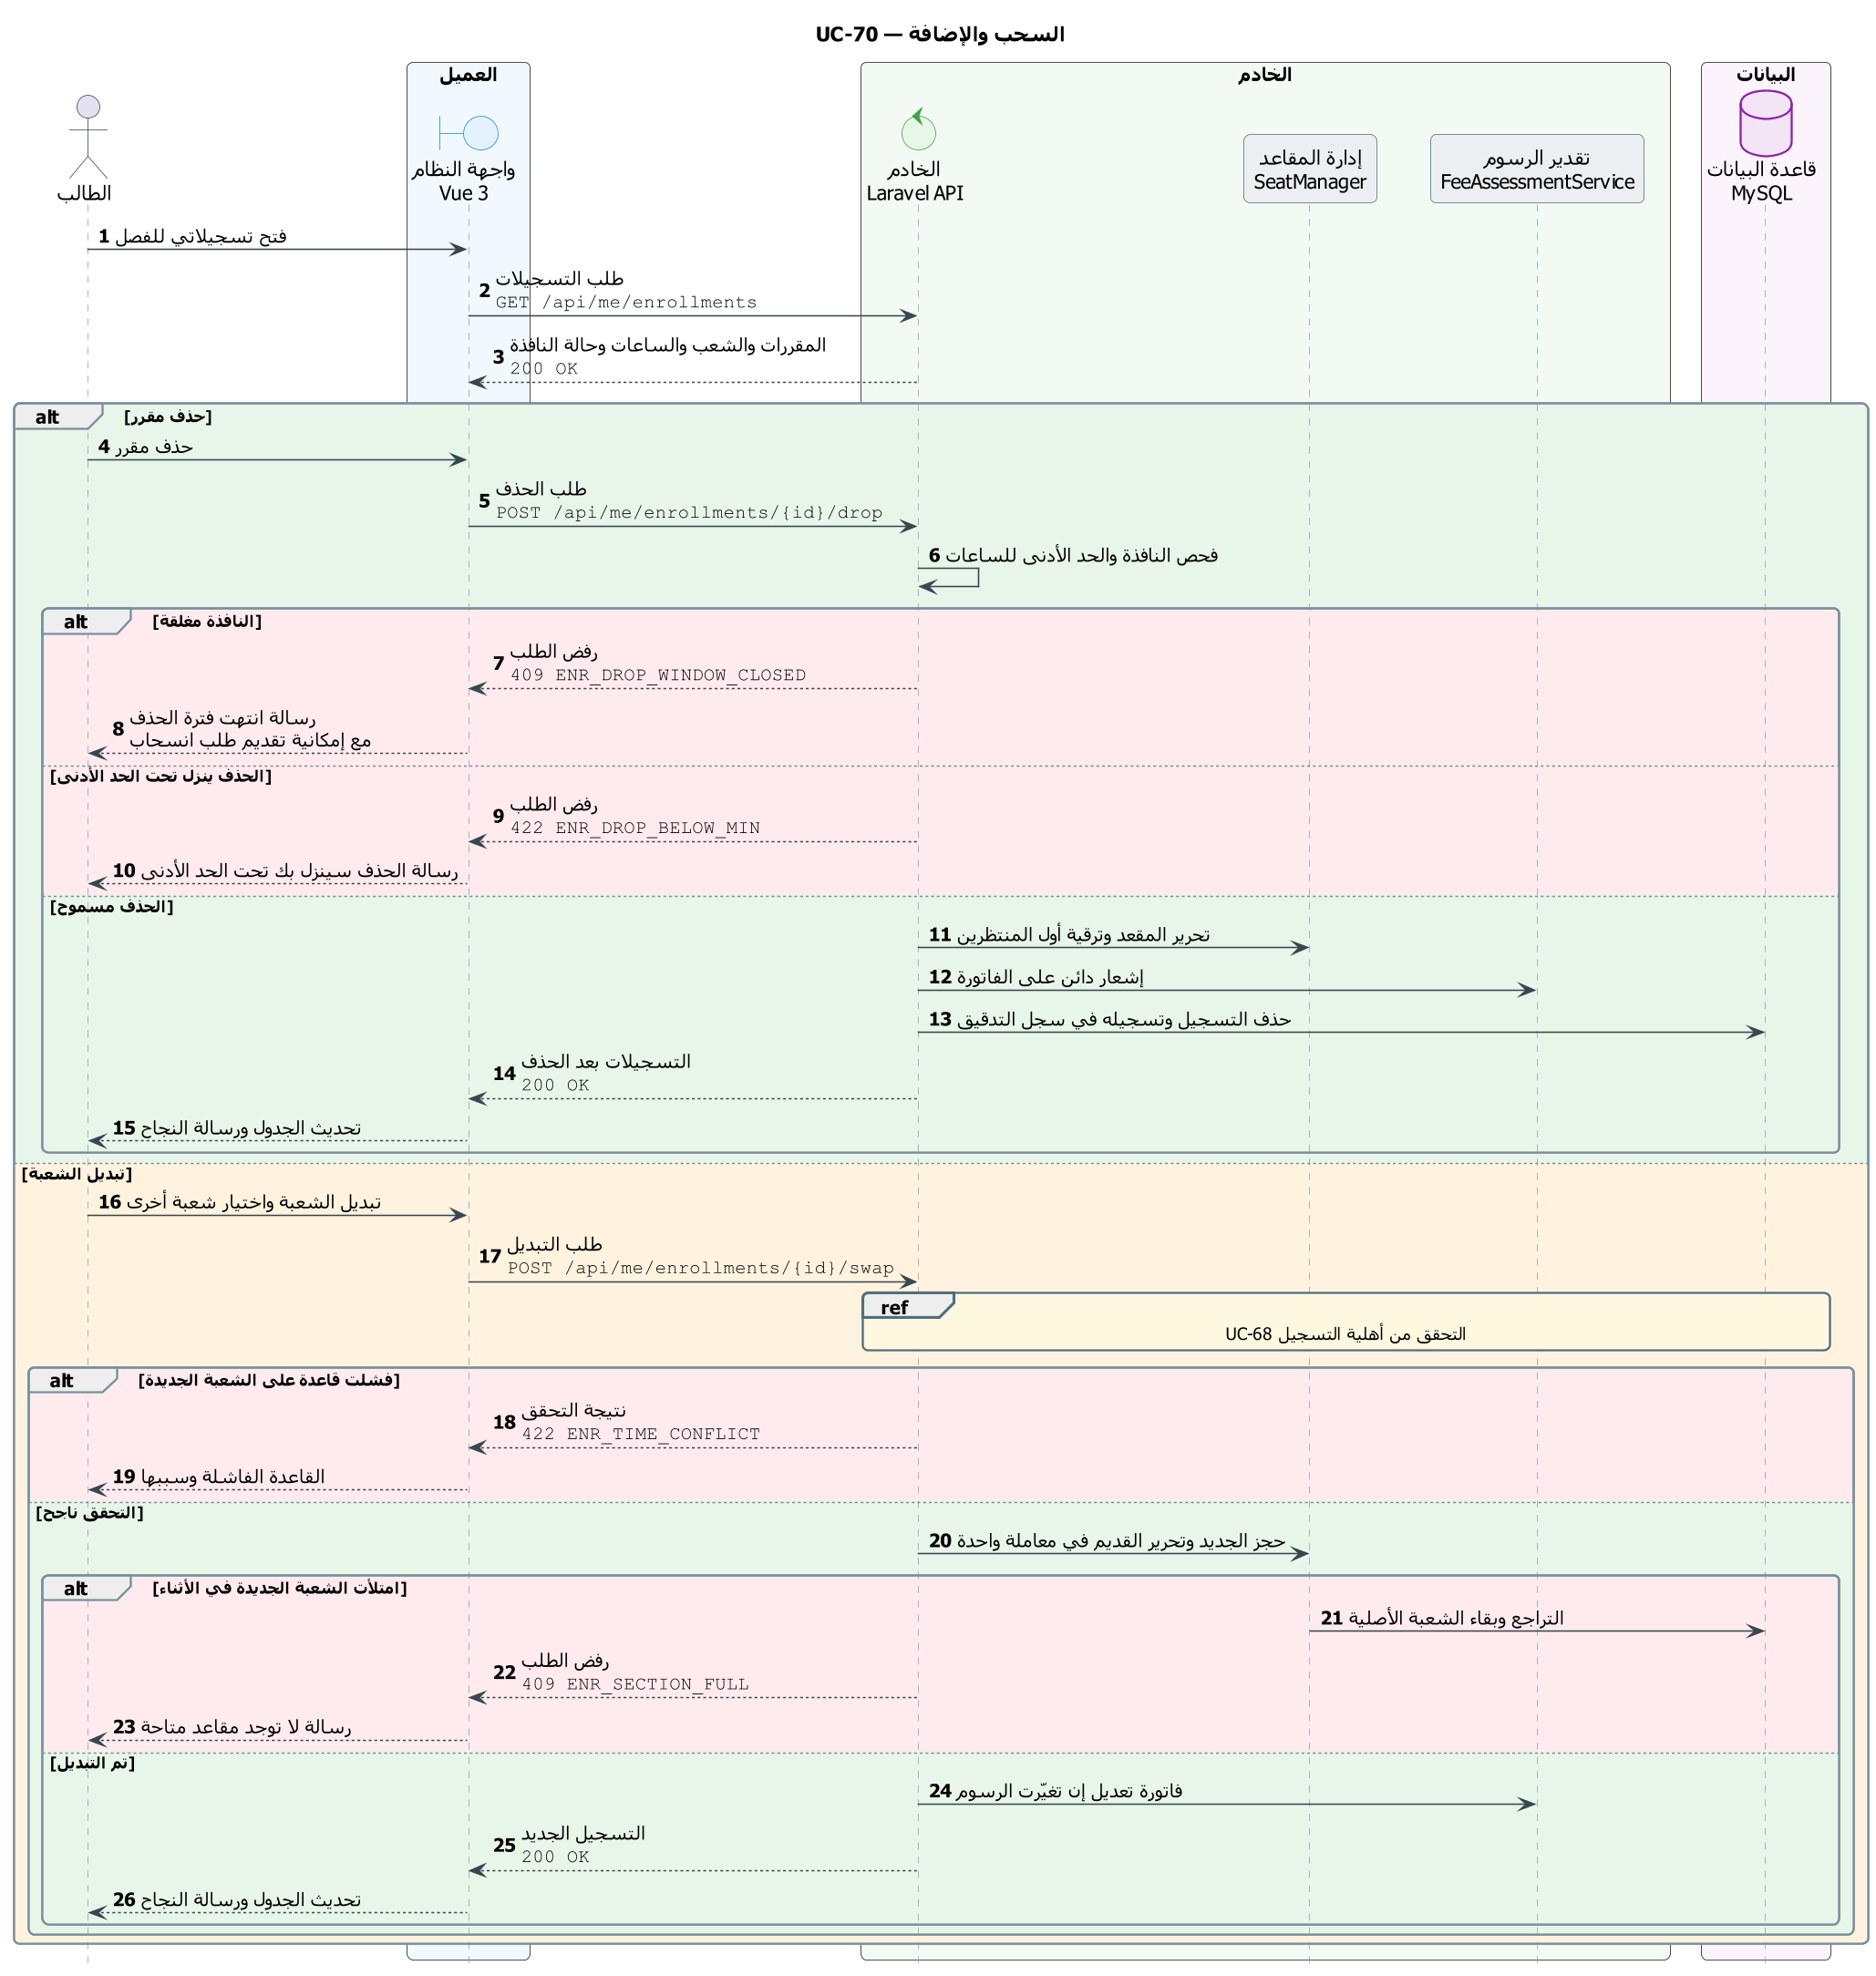 UC-70 — السحب والإضافة
العميل
الخادم
البيانات
الطالب
واجهة النظام
Vue 3
الخادم
Laravel API
إدارة المقاعد
SeatManager
تقدير الرسوم
FeeAssessmentService
قاعدة البيانات
MySQL
1 فتح تسجيلاتي للفصل
2 طلب التسجيلات
GET /api/me/enrollments
3 المقررات والشعب والساعات وحالة النافذة
200 OK
alt [حذف مقرر]
4 حذف مقرر
5 طلب الحذف
POST /api/me/enrollments/{id}/drop
6 فحص النافذة والحد الأدنى للساعات
alt [النافذة مغلقة]
7 رفض الطلب
409 ENR_DROP_WINDOW_CLOSED
8 رسالة انتهت فترة الحذف
مع إمكانية تقديم طلب انسحاب
[الحذف ينزل تحت الحد الأدنى]
9 رفض الطلب
422 ENR_DROP_BELOW_MIN
10 رسالة الحذف سينزل بك تحت الحد الأدنى
[الحذف مسموح]
11 تحرير المقعد وترقية أول المنتظرين
12 إشعار دائن على الفاتورة
13 حذف التسجيل وتسجيله في سجل التدقيق
14 التسجيلات بعد الحذف
200 OK
15 تحديث الجدول ورسالة النجاح
[تبديل الشعبة]
16 تبديل الشعبة واختيار شعبة أخرى
17 طلب التبديل
POST /api/me/enrollments/{id}/swap
ref
التحقق من أهلية التسجيل UC-68
alt [فشلت قاعدة على الشعبة الجديدة]
18 نتيجة التحقق
422 ENR_TIME_CONFLICT
19 القاعدة الفاشلة وسببها
[التحقق ناجح]
20 حجز الجديد وتحرير القديم في معاملة واحدة
alt [امتلأت الشعبة الجديدة في الأثناء]
21 التراجع وبقاء الشعبة الأصلية
22 رفض الطلب
409 ENR_SECTION_FULL
23 رسالة لا توجد مقاعد متاحة
[تم التبديل]
24 فاتورة تعديل إن تغيّرت الرسوم
25 التسجيل الجديد
200 OK
26 تحديث الجدول ورسالة النجاح